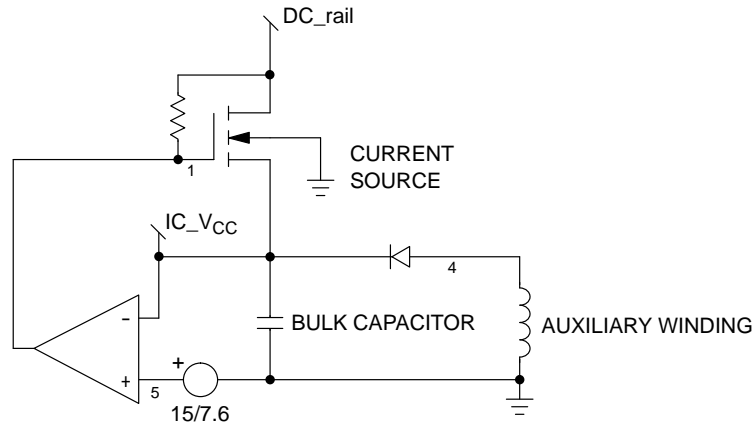 DC_rail
1
CURRENT
SOURCE
IC_VCC
4
-
BULK CAPACITOR
AUXILIARY WINDING
+
+
5
15/7.6